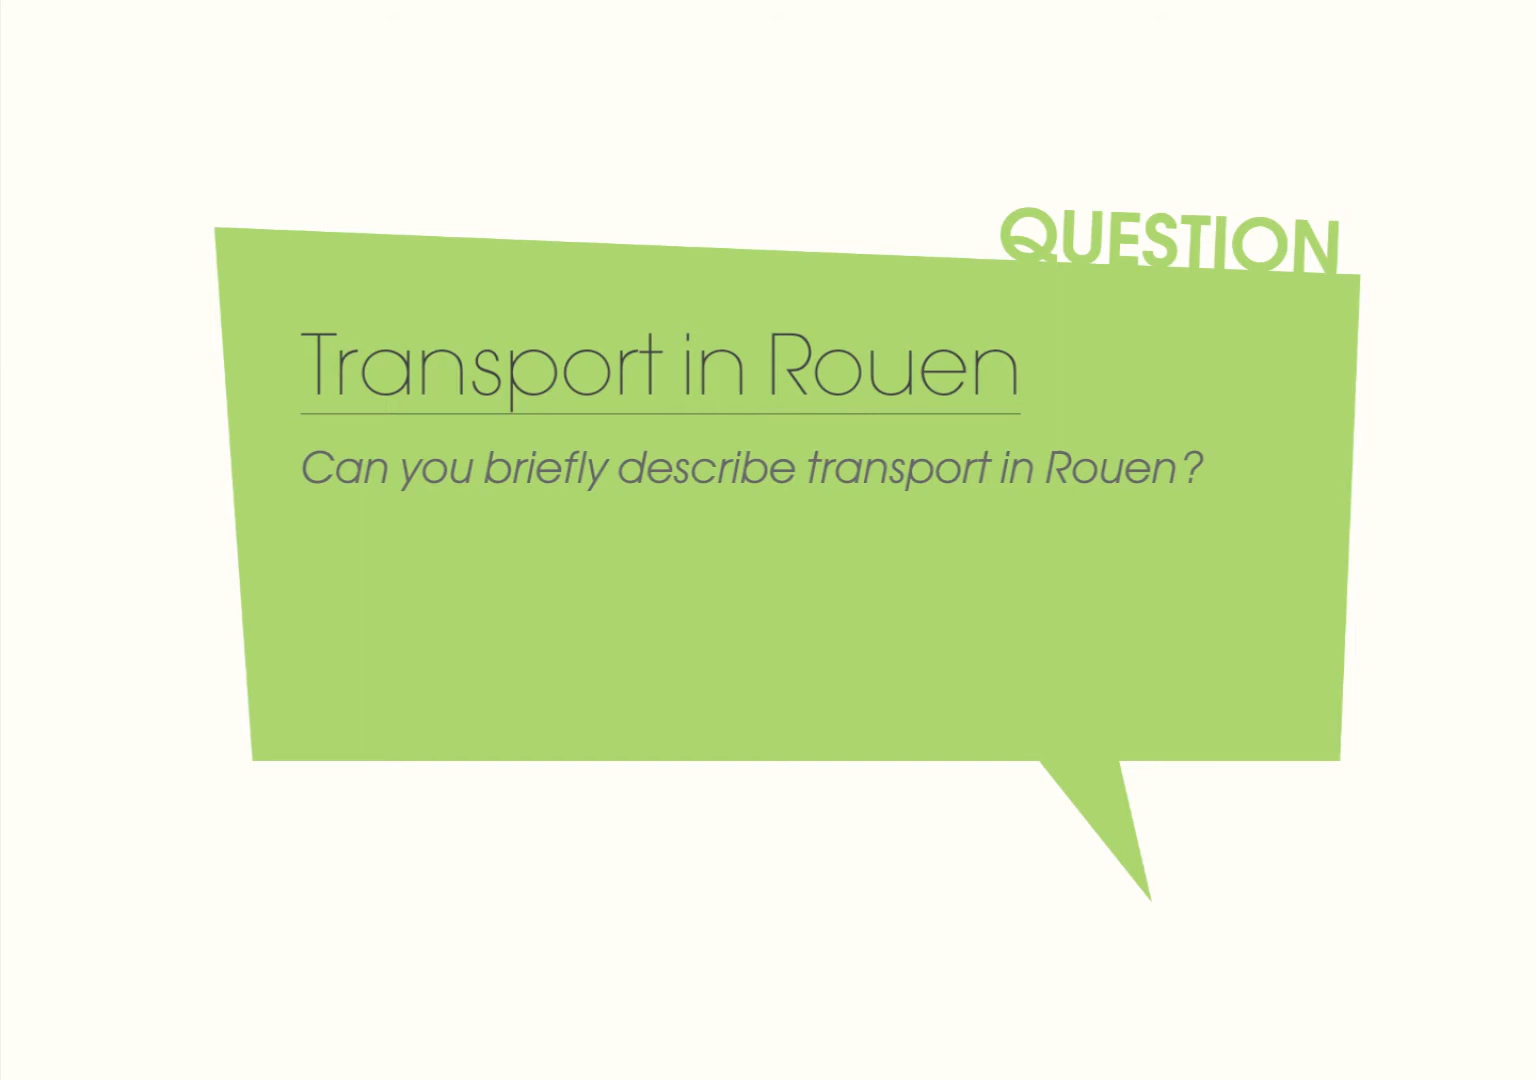 QUESTION
Transport in Rouen
Can you briefly describe transport in Rouen?